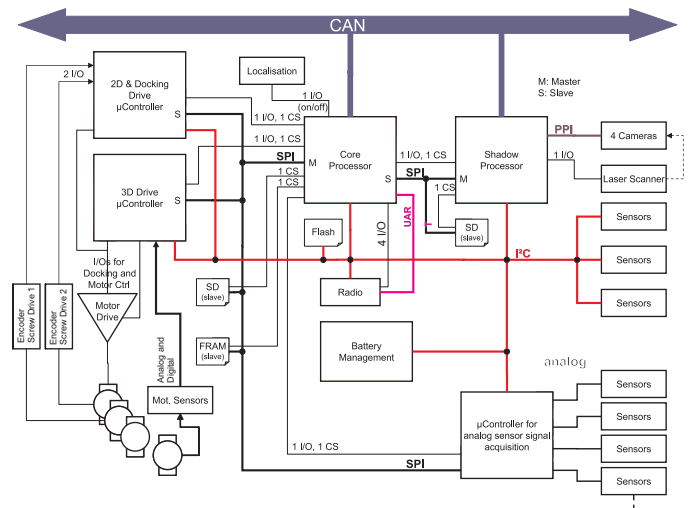 CAN
2 I/O
2D & Docking
Drive
µController
S
Localisation
1 I/O
(on/off)
M: Master
S: Slave
1 I/O, 1 CS
1 I/O, 1 CS
SPI
M
Core
Processor
S
1 I/O, 1 CS
SPI
1 CS
Shadow
Processor
PPI
1 I/O
4 Cameras
Laser Scanner
3D Drive
µController
S
1 CS
1 CS
UAR
4 I/O
Flash
SD
(slave)
I²C
Sensors
Sensors
Sensors
I/Os for
Docking and
Motor Ctrl
Motor
Drive
Encoder
Screw Drive 1
Encoder
Screw Drive 2
SD
(slave)
Radio
FRAM
(slave)
Battery
Management
Analog and
Digital
Mot. Sensors
analog
µController for
analog sensor signal
acquisition
Sensors
Sensors
Sensors
Sensors
1 I/O, 1 CS
SPI